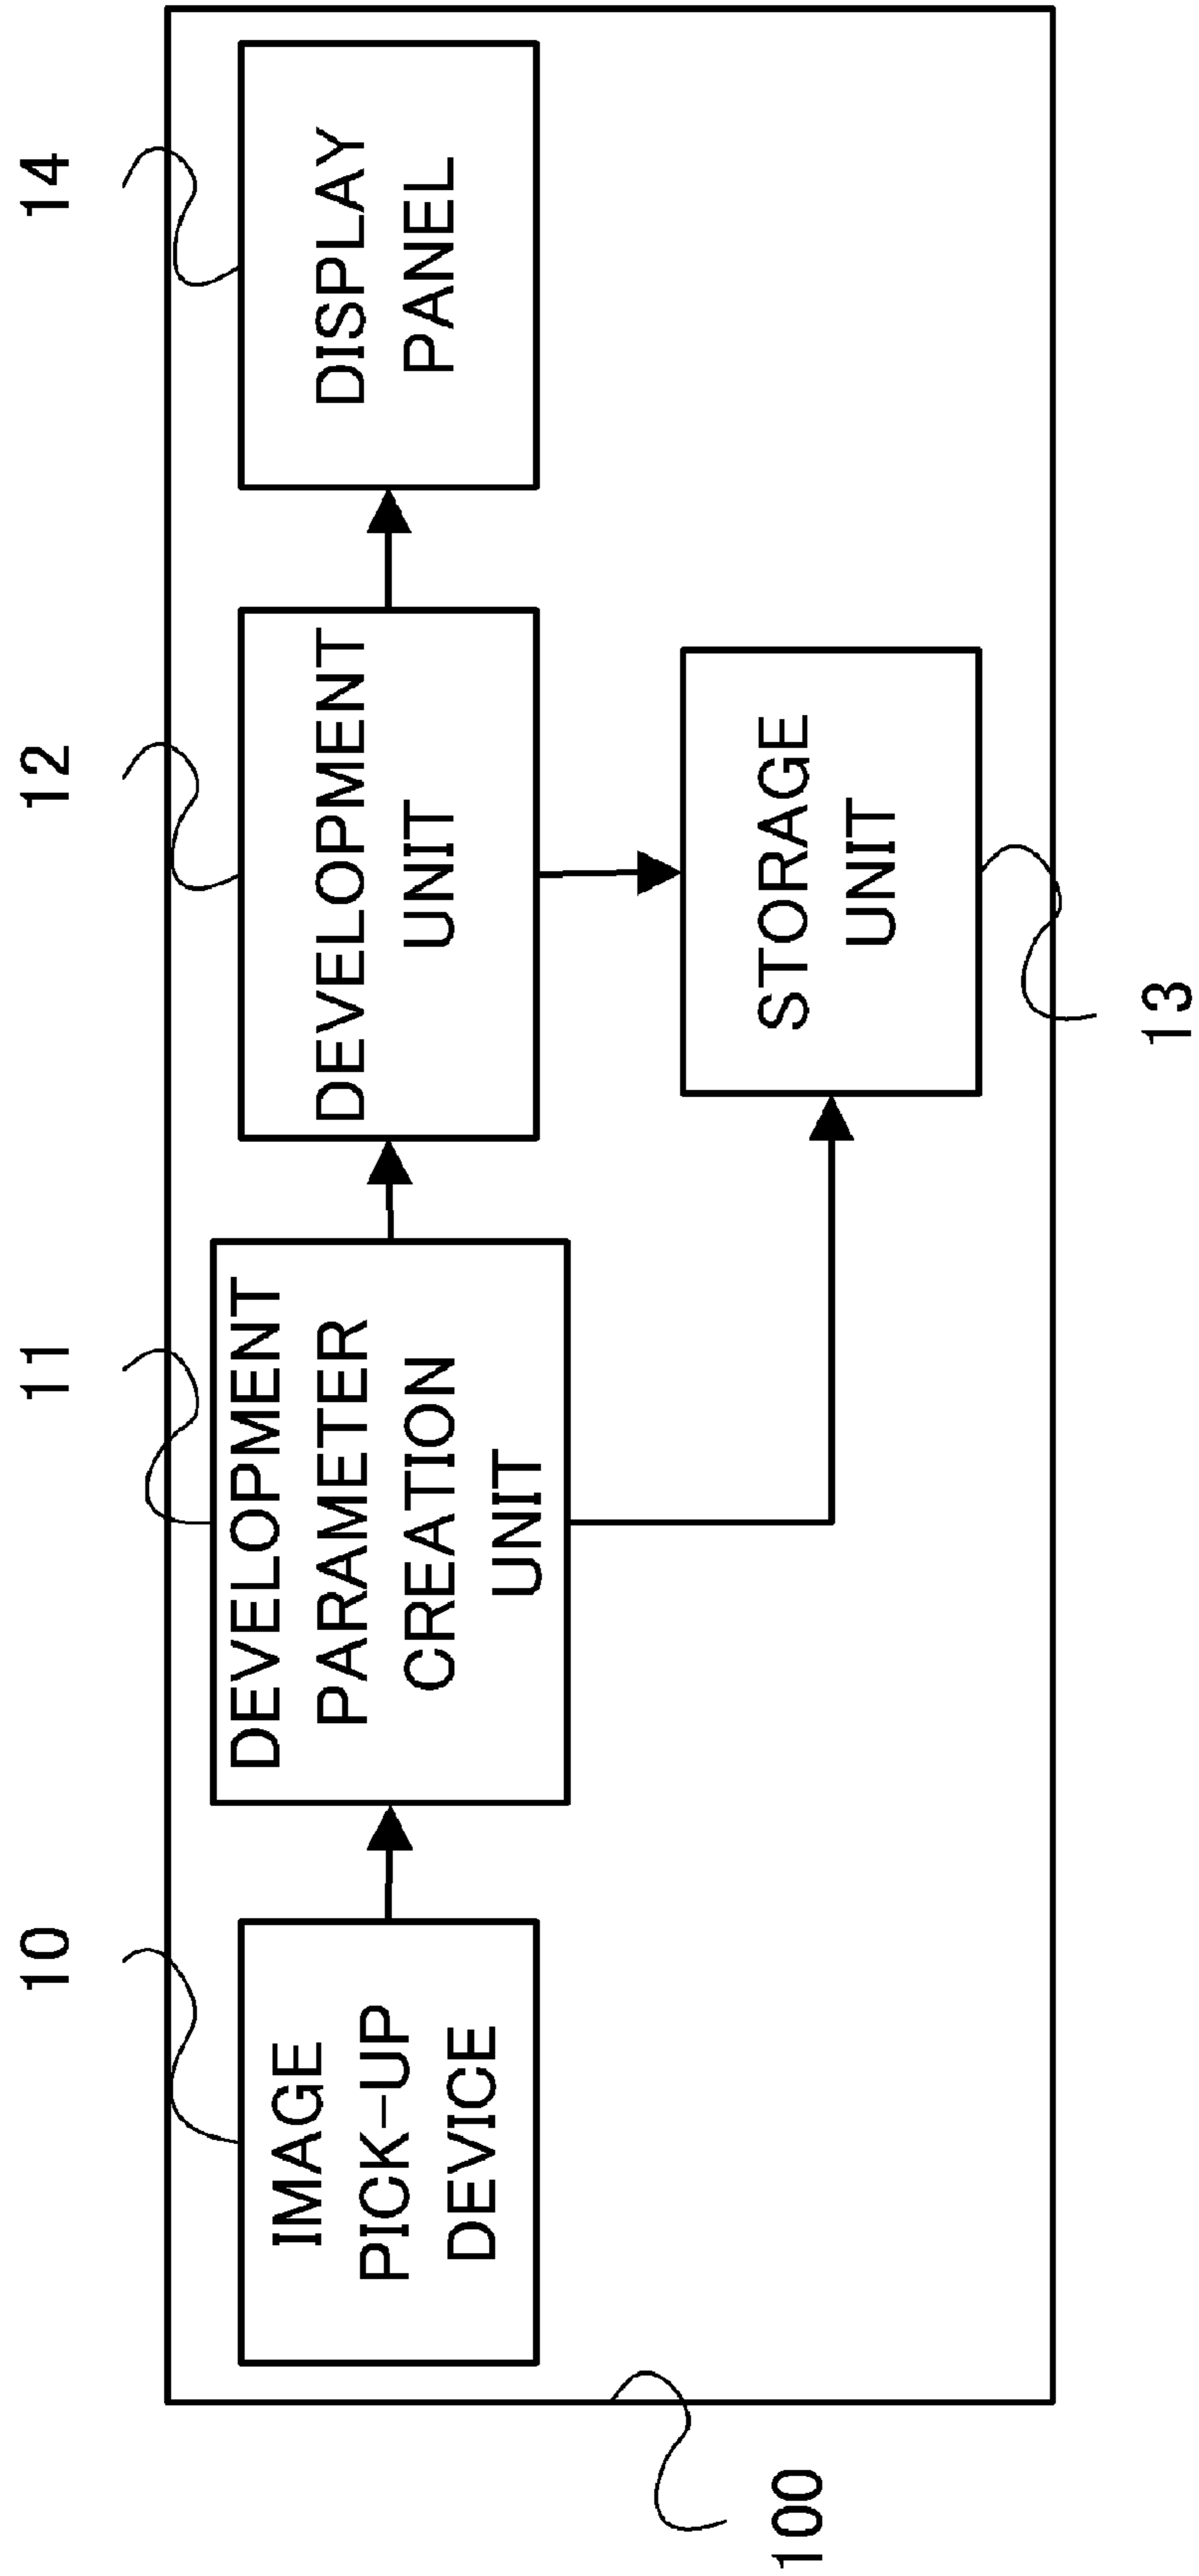 10
11
12
14
IMAGE
PICK-UP
DEVICE
DEVELOPMENT
PARAMETER
CREATION
UNIT
DEVELOPMENT
UNIT
DISPLAY
PANEL
STORAGE
UNIT
100
13